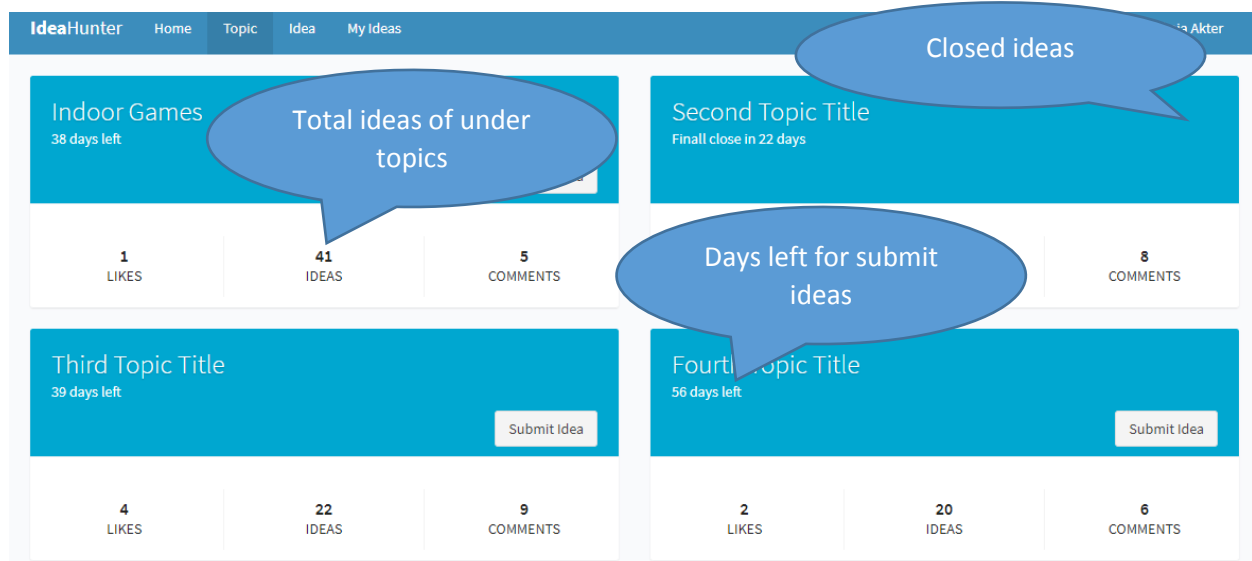 IdeaHunter Home Topic Idea My Ideas Akter
Closed ideas
Indoor Games
38 days left
Total ideas of under
topics
Second Topic Title
Finall close in 22 days
1
LIKES
41
IDEAS
5
COMMENTS
Days left for submit
ideas
8
COMMENTS
Third Topic Title
39 days left
Submit Idea
Fourth Topic Title
56 days left
Submit Idea
4
LIKES
22
IDEAS
9
COMMENTS
2
LIKES
20
IDEAS
6
COMMENTS